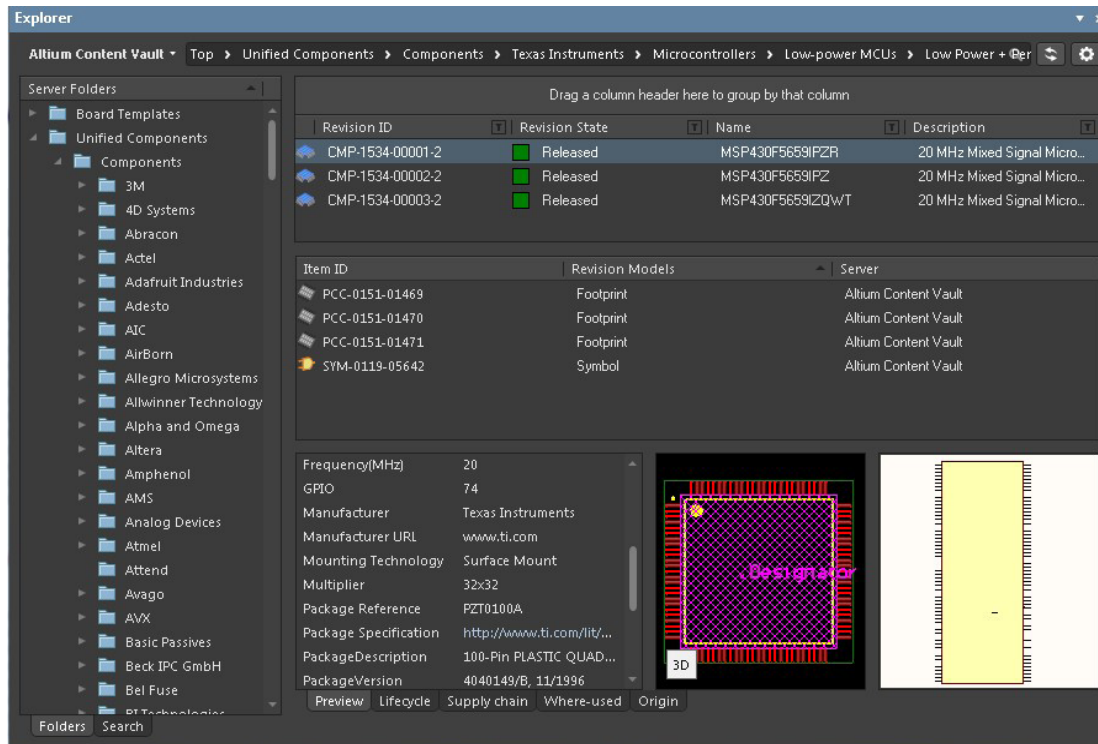 Explorer
Altium Content Vault Top Unified Components Components Texas Instruments Microcontrollers Low-power MCUs Low Power +
Server Folders
Board Templates
Unified Components
Components
3M
4D Systems
Abracon
Actel
Adafruit Industries
Adesto
AIC
AirBorn
Allegro Microsystems
Allwinner Technology
Alpha and Omega
Altera
Amphenol
AMS
Analog Devices
Atmel
Attend
Avago
AVX
Basic Passives
Beck IPC GmbH
Bel Fuse
BI Technologies
Folders Search
Drag a column header here to group by that column
Revision ID Revision State Name Description
CMP-1534-00001-2 Released MSP430F5659IPZR 20 MHz Mixed Signal Micro...
CMP-1534-00002-2 Released MSP430F5659IPZ 20 MHz Mixed Signal Micro...
CMP-1534-00003-2 Released MSP430F5659IZQWT 20 MHz Mixed Signal Micro...
Item ID Revision Models Server
PCC-0151-01469 Footprint Altium Content Vault
PCC-0151-01470 Footprint Altium Content Vault
PCC-0151-01471 Footprint Altium Content Vault
SYM-0119-05642 Symbol Altium Content Vault
Frequency(MHz) 20
GPIO 74
Manufacturer Texas Instruments
Manufacturer URL www.ti.com
Mounting Technology Surface Mount
Multiplier 32x32
Package Reference PZT0100A
Package Specification http://www.ti.com/lit/...
PackageDescription 100-Pin PLASTIC QUAD...
PackageVersion 4040149/B, 11/1996
.Designator
3D
Preview Lifecycle Supply chain Where-used Origin